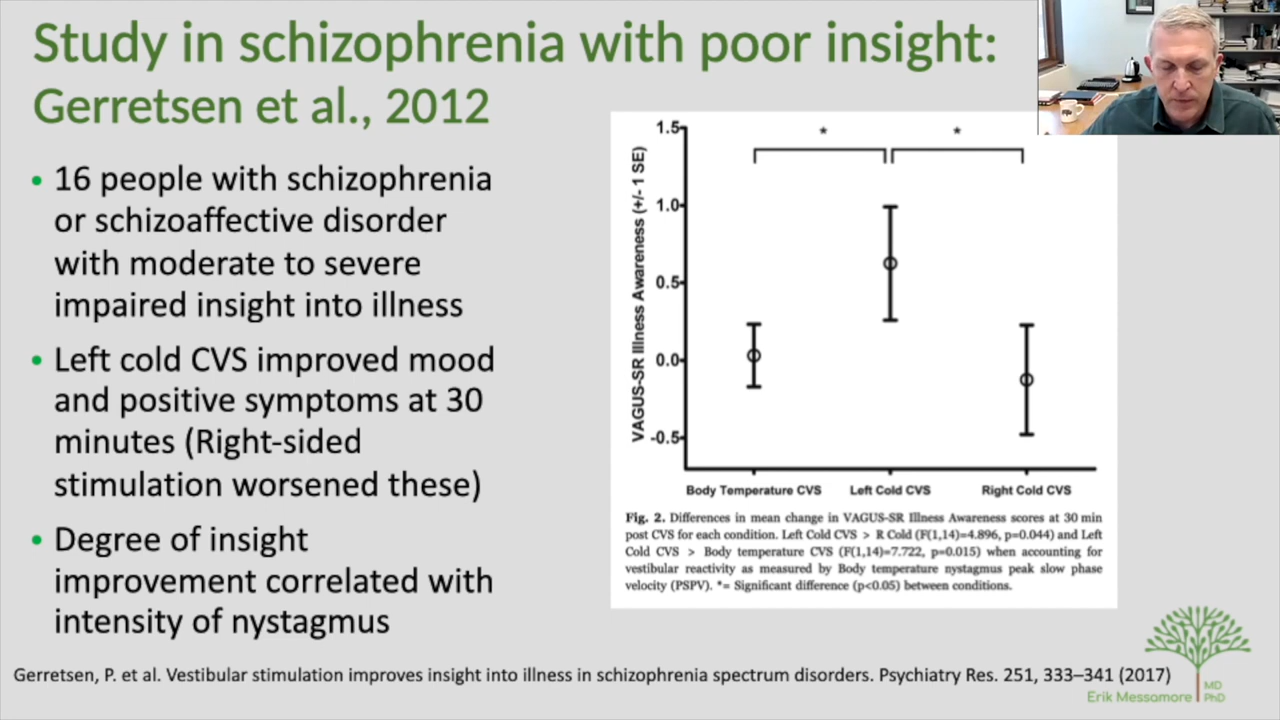 Study in schizophrenia with poor insight:
Gerretsen et al., 2012
• 16 people with schizophrenia
or schizoaffective disorder
with moderate to severe
impaired insight into illness
• Left cold CVS improved mood
and positive symptoms at 30
minutes (Right-sided
stimulation worsened these)
• Degree of insight
improvement correlated with
intensity of nystagmus
VAGUS-SR Illness Awareness (+/- 1 SE)
1.5
1.0
0.5
0.0
-0.5
* *
Body Temperature CVS Left Cold CVS Right Cold CVS
Fig. 2. Differences in mean change in VAGUS-SR Illness Awareness scores at 30 min
post CVS for each condition. Left Cold CVS > R Cold (F(1,14)=4.896, p=0.044) and Left
Cold CVS > Body temperature CVS (F(1,14)=7.722, p=0.015) when accounting for
vestibular reactivity as measured by Body temperature nystagmus peak slow phase
velocity (PSPV). *= Significant difference (p<0.05) between conditions.
Gerretsen, P. et al. Vestibular stimulation improves insight into illness in schizophrenia spectrum disorders. Psychiatry Res. 251, 333–341 (2017)
Erik Messamore MD PhD